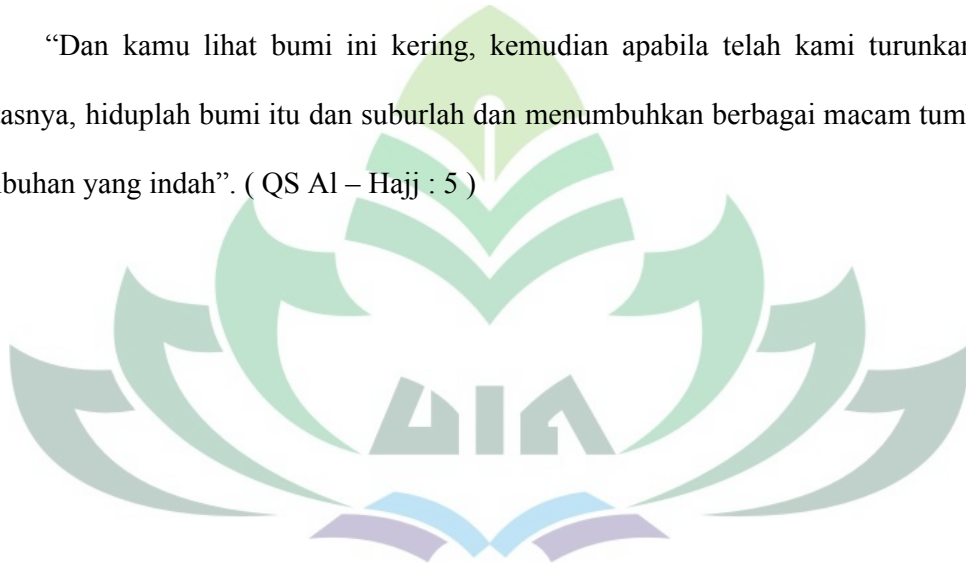 “Dan kamu lihat bumi ini kering, kemudian apabila telah kami turunkan
asnya, hiduplah bumi itu dan suburlah dan menumbuhkan berbagai macam tum
buhan yang indah”. ( QS Al – Hajj : 5 )
UIN